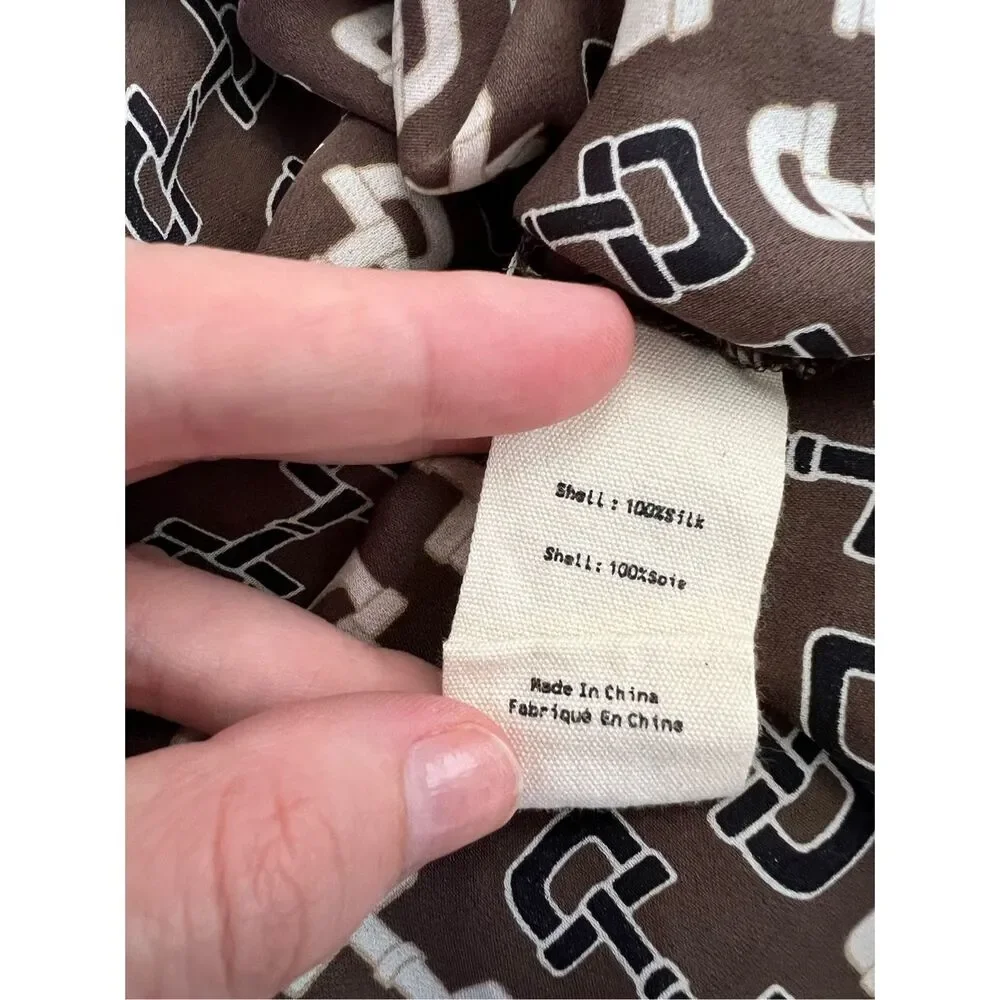 Shell: 100%Silk
Shell: 100%Soie
Made In China
Fabriqué En Chine